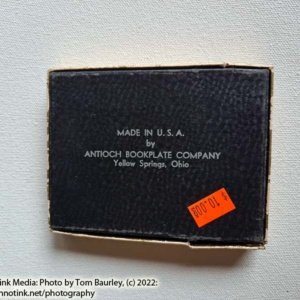 MADE IN U.S.A.
by
ANTIOCH BOOKPLATE COMPANY
Yellow Springs, Ohio
ink Media: Photo by Tom Baurley, (c) 2022:
nnotink.net/photography